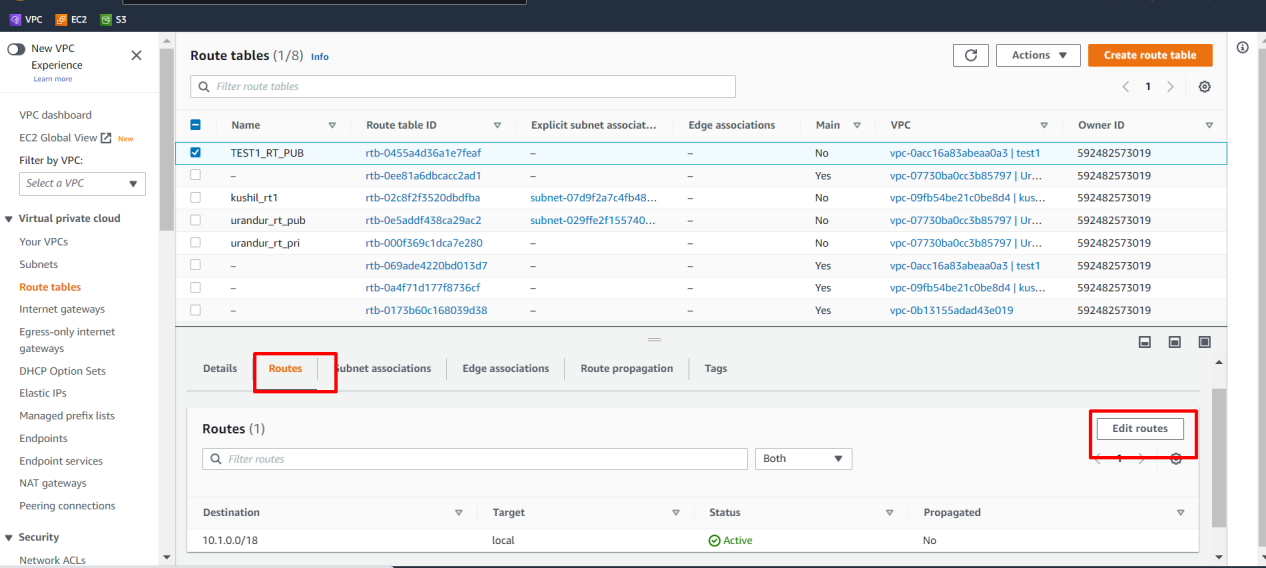 VPC EC2 S3
New VPC
Experience
Learn more
VPC dashboard
EC2 Global View New
Filter by VPC:
Select a VPC
Virtual private cloud
Your VPCs
Subnets
Route tables
Internet gateways
Egress-only internet
gateways
DHCP Option Sets
Elastic IPs
Managed prefix lists
Endpoints
Endpoint services
NAT gateways
Peering connections
Security
Network ACLs
Route tables (1/8) Info
Actions Create route table
Filter route tables
1
Name Route table ID Explicit subnet associat... Edge associations Main VPC Owner ID
TEST1_RT_PUB rtb-0455a4d36a1e7feaf – – No vpc-0acc16a83abeaa0a3 | test1 592482573019
– rtb-0ee81a6dbcacc2ad1 – – Yes vpc-07730ba0cc3b85797 | Ur... 592482573019
kushil_rt1 rtb-02c8f2f3520dbdfba subnet-07d9f2a7c4fb48... – No vpc-09fb54be21c0be8d4 | kus... 592482573019
urandur_rt_pub rtb-0e5addf438ca29ac2 subnet-029ffe2f155740... – No vpc-07730ba0cc3b85797 | Ur... 592482573019
urandur_rt_pri rtb-000f369c1dca7e280 – – No vpc-07730ba0cc3b85797 | Ur... 592482573019
– rtb-069ade4220bd013d7 – – Yes vpc-0acc16a83abeaa0a3 | test1 592482573019
– rtb-0a4f71d177f8736cf – – Yes vpc-09fb54be21c0be8d4 | kus... 592482573019
– rtb-0173b60c168039d38 – – Yes vpc-0b13155adad43e019 592482573019
Details Routes Subnet associations Edge associations Route propagation Tags
Routes (1) Edit routes
Filter routes Both 1
Destination Target Status Propagated
10.1.0.0/18 local Active No